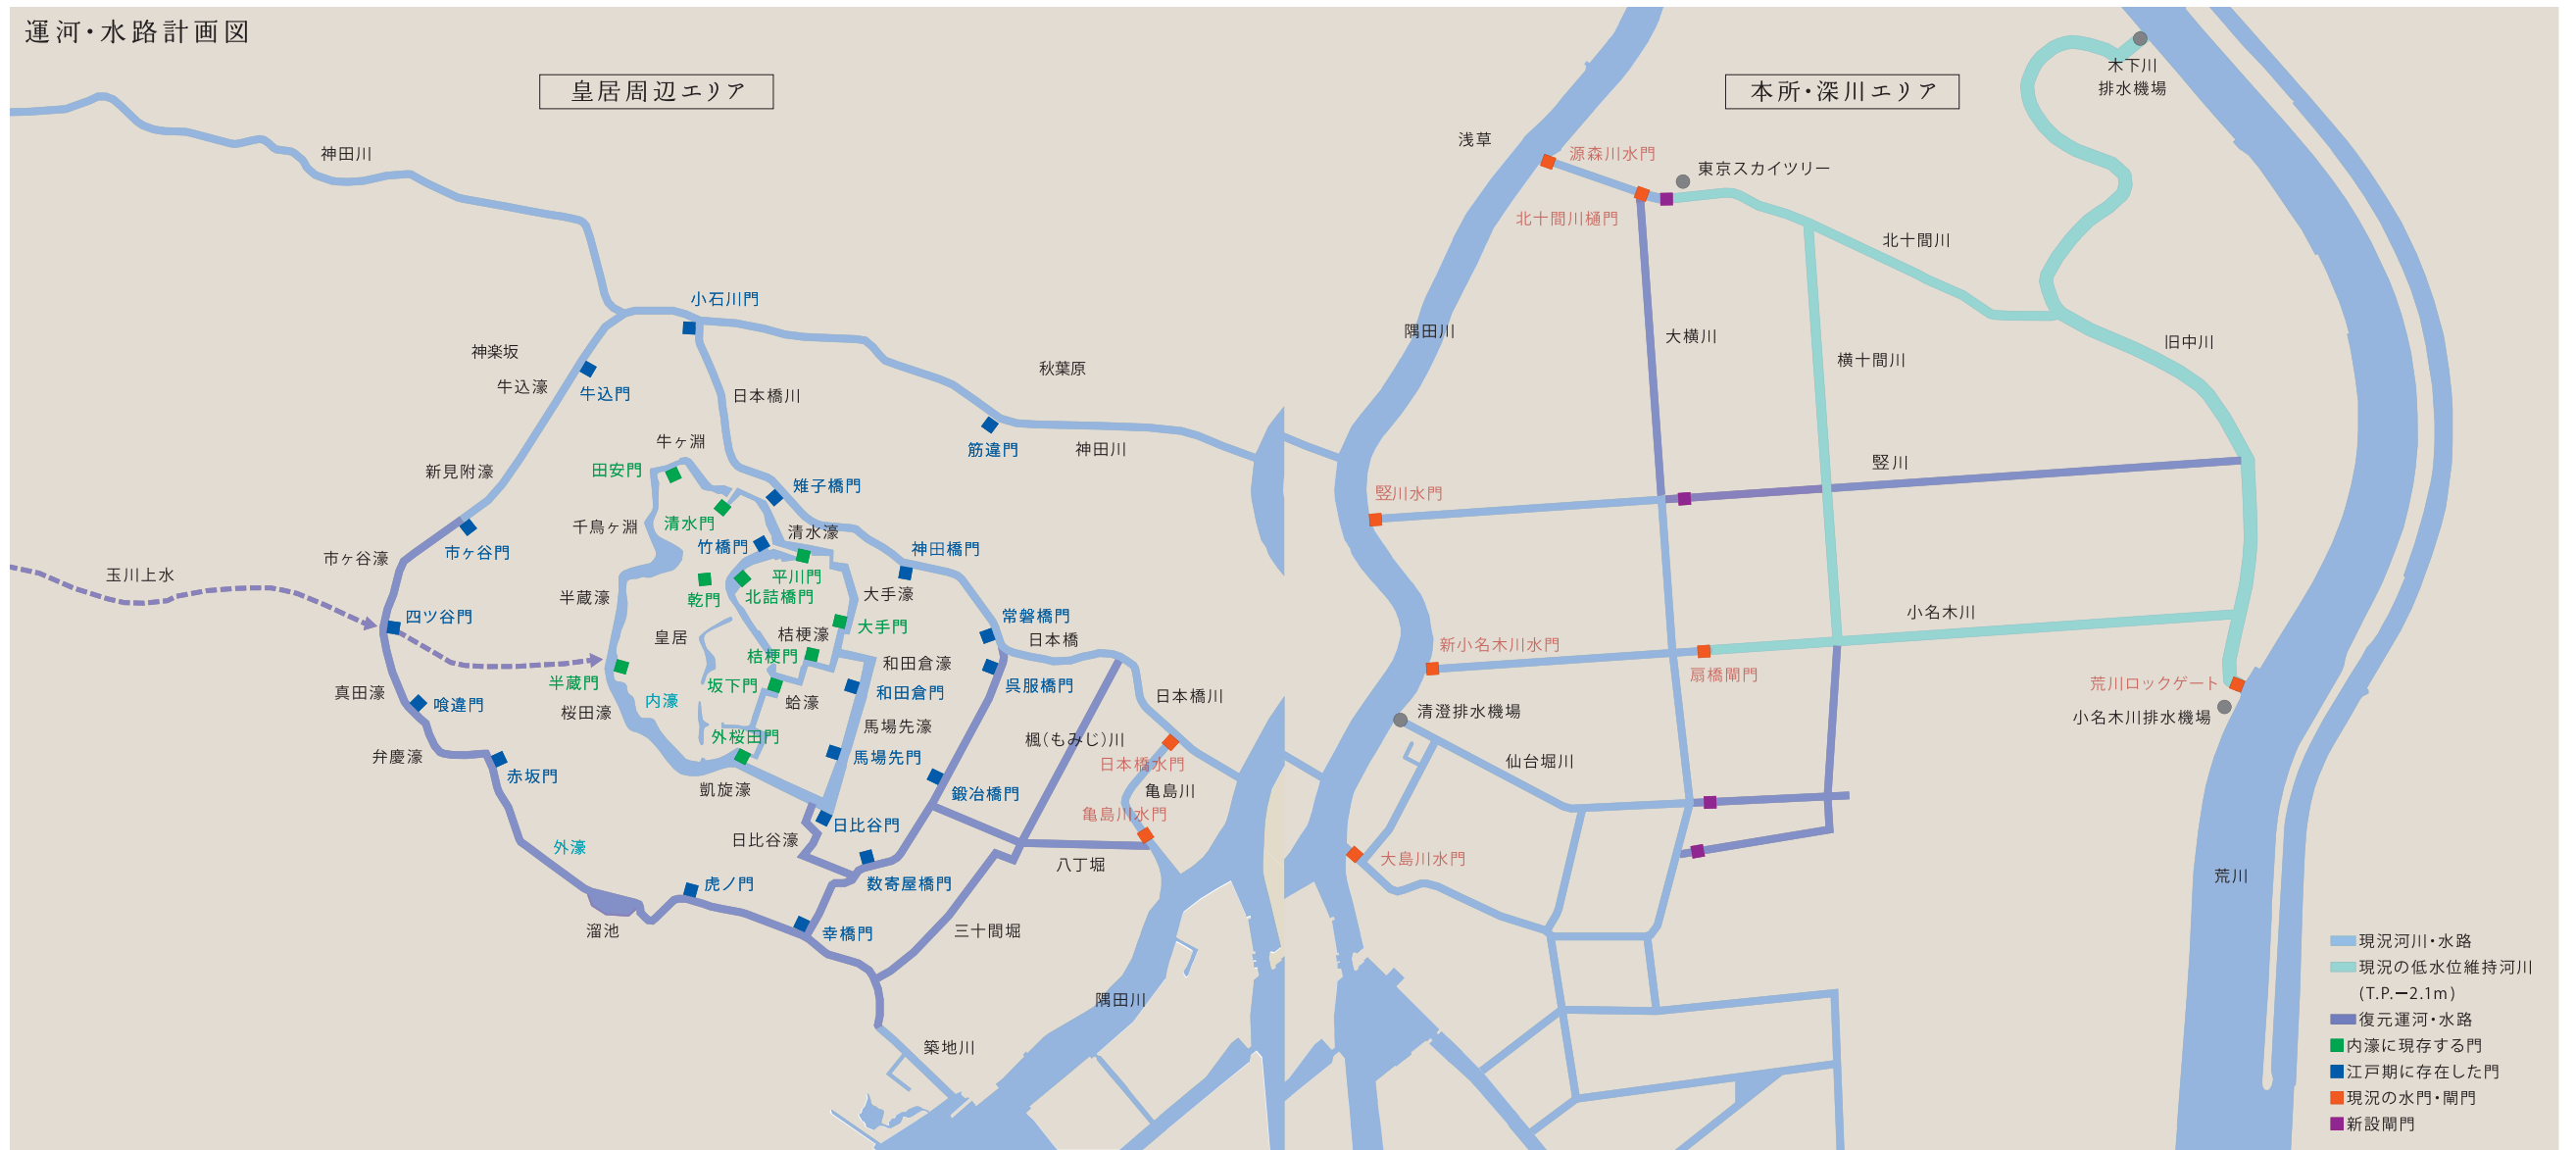 運河・水路計画図
皇居周辺エリア
神田川
小石川門
神楽坂
牛込濠
牛込門
日本橋川
秋葉原
筋違門
神田川
牛ヶ淵
田安門
新見附濠
雉子橋門
清水門
千鳥ヶ淵
清水濠
市ヶ谷門
市ヶ谷濠
竹橋門
神田橋門
玉川上水
平川門
乾門
北詰橋門
半蔵濠
大手濠
四ツ谷門
常磐橋門
大手門
皇居
桔梗濠
日本橋
桔梗門
和田倉濠
半蔵門
坂下門
呉服橋門
真田濠
喰違門
内濠
和田倉門
日本橋川
桜田濠
蛤濠
馬場先濠
外桜田門
楓(もみじ)川
弁慶濠
馬場先門
日本橋水門
赤坂門
凱旋濠
鍛冶橋門
亀島川
亀島川水門
日比谷門
日比谷濠
外濠
八丁堀
虎ノ門
数寄屋橋門
溜池
幸橋門
三十間堀
隅田川
築地川
本所・深川エリア
木下川
排水機場
浅草
源森川水門
東京スカイツリー
北十間川樋門
北十間川
隅田川
大横川
横十間川
旧中川
竪川
竪川水門
小名木川
新小名木川水門
扇橋閘門
荒川ロックゲート
小名木川排水機場
清澄排水機場
仙台堀川
大島川水門
荒川
現況河川・水路
現況の低水位維持河川
(T.P.ー2.1m)
復元運河・水路
内濠に現存する門
江戸期に存在した門
現況の水門・閘門
新設閘門